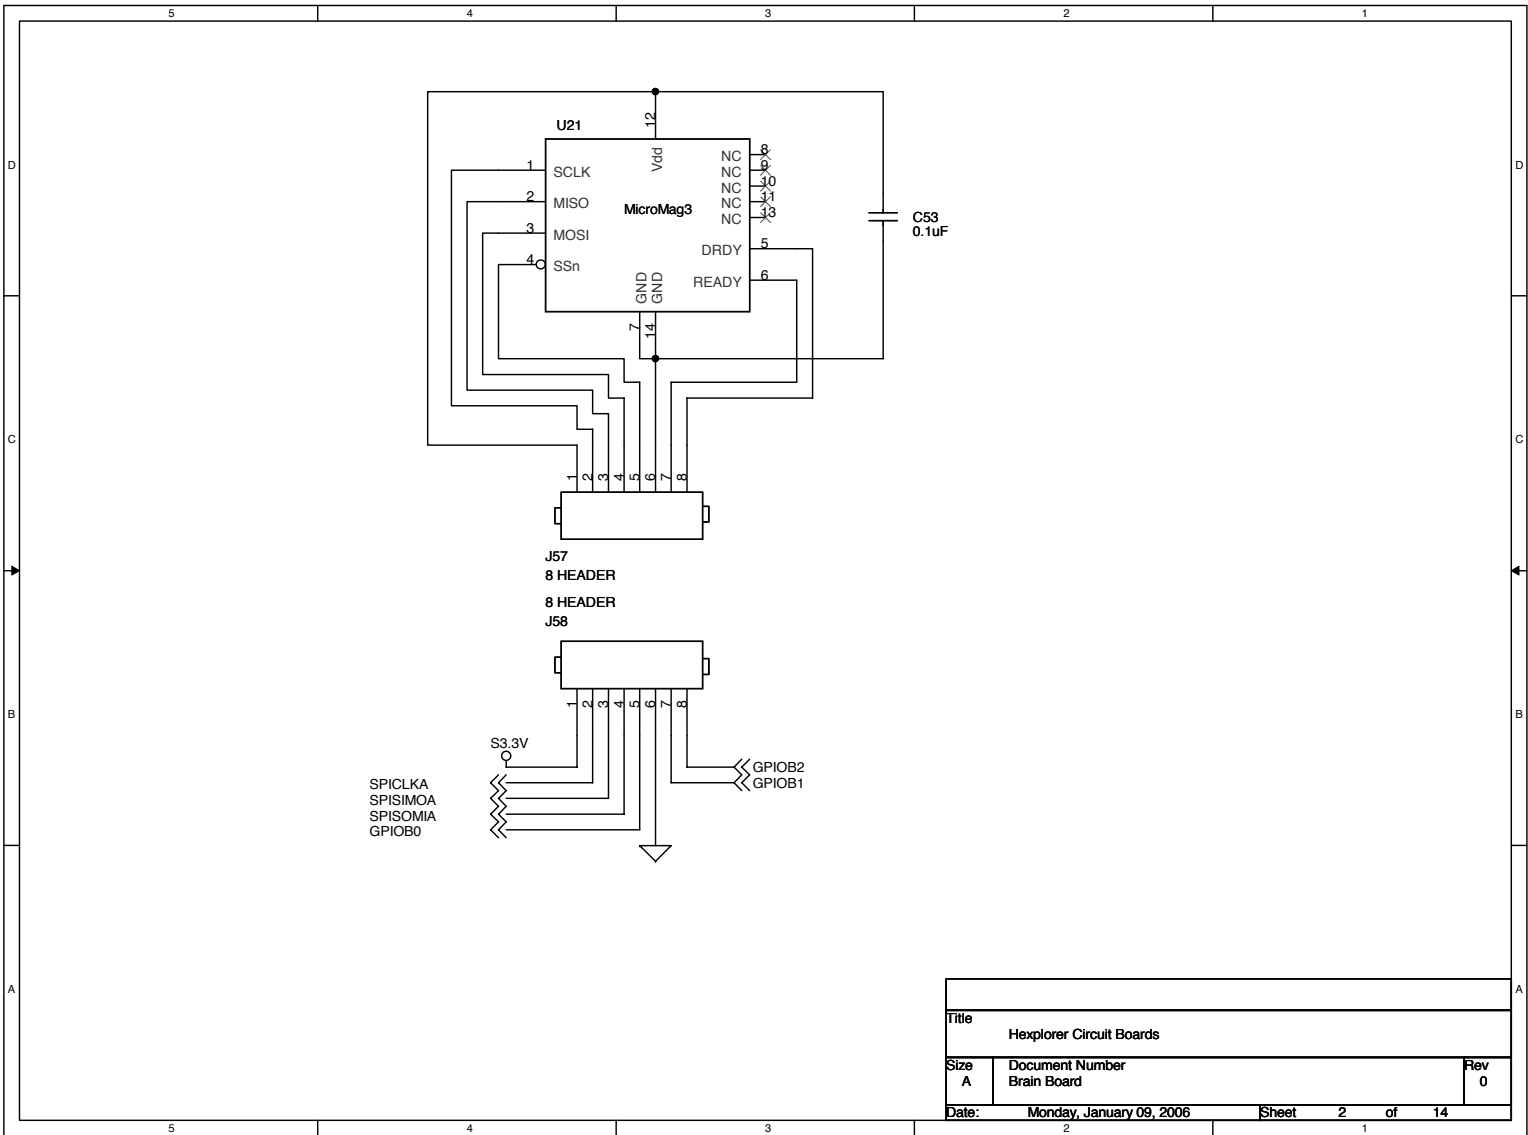 5 4 3 2 1
D D
C C
B B
A A
U21
12
Vdd
1 SCLK
2 MISO
3 MOSI
4 SSn
MicroMag3
NC 8
NC 9
NC 10
NC 11
NC 13
DRDY 5
READY 6
GND GND
7 14
C53
0.1uF
1 2 3 4 5 6 7 8
J57
8 HEADER
8 HEADER
J58
1 2 3 4 5 6 7 8
S3.3V
SPICLKA
SPISIMOA
SPISOMIA
GPIOB0
GPIOB2
GPIOB1
Title
Hexplorer Circuit Boards
Size Document Number Rev
A Brain Board 0
Date: Monday, January 09, 2006 Sheet 2 of 14
5 4 3 2 1